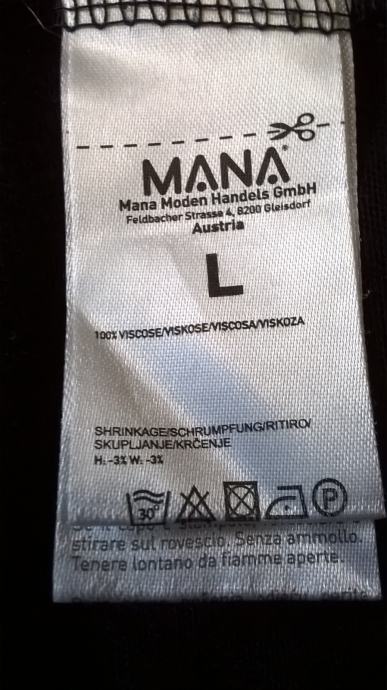 MANA®
Mana Moden Handels GmbH
Feldbacher Strasse 4, 8200 Gleisdorf
Austria
L
100% VISCOSE/VISKOSE/VISCOSA/VISKOZA
SHRINKAGE/SCHRUMPFUNG/RITIRO/
SKUPLJANJE/KRČENJE
H: -3% W: -3%
30° P
stirare sul rovescio. Senza ammollo.
Tenere lontano da fiamme aperte.